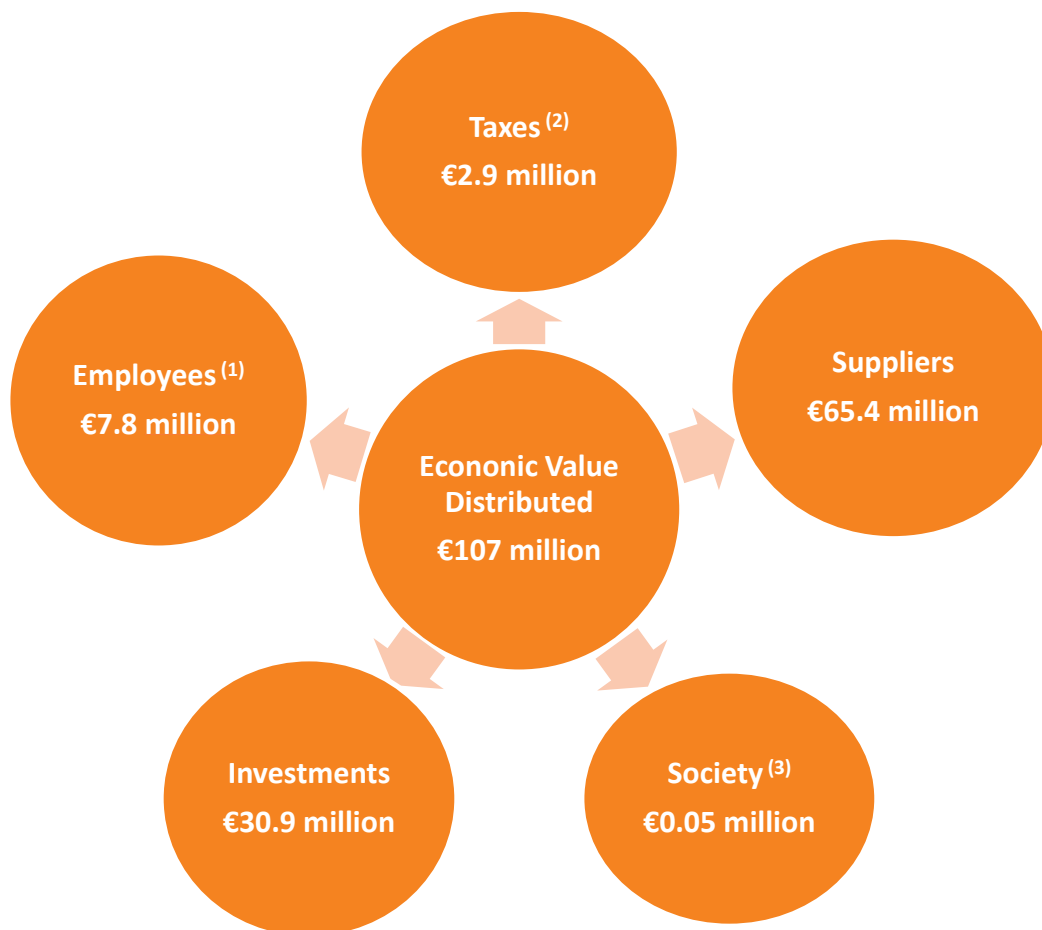 Taxes (2)
€2.9 million
Employees (1)
€7.8 million
Suppliers
€65.4 million
Econonic Value
Distributed
€107 million
Investments
€30.9 million
Society (3)
€0.05 million